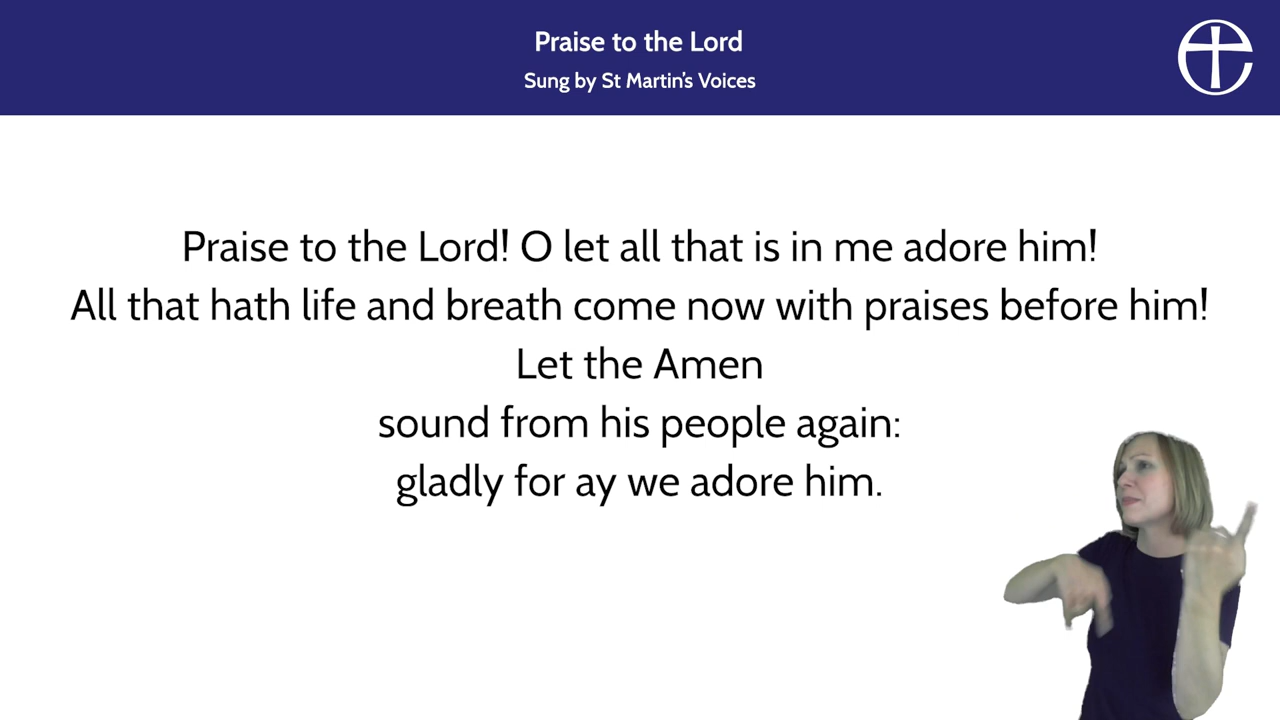 Praise to the Lord
Sung by St Martin's Voices
Praise to the Lord! O let all that is in me adore him!
All that hath life and breath come now with praises before him!
Let the Amen
sound from his people again:
gladly for ay we adore him.